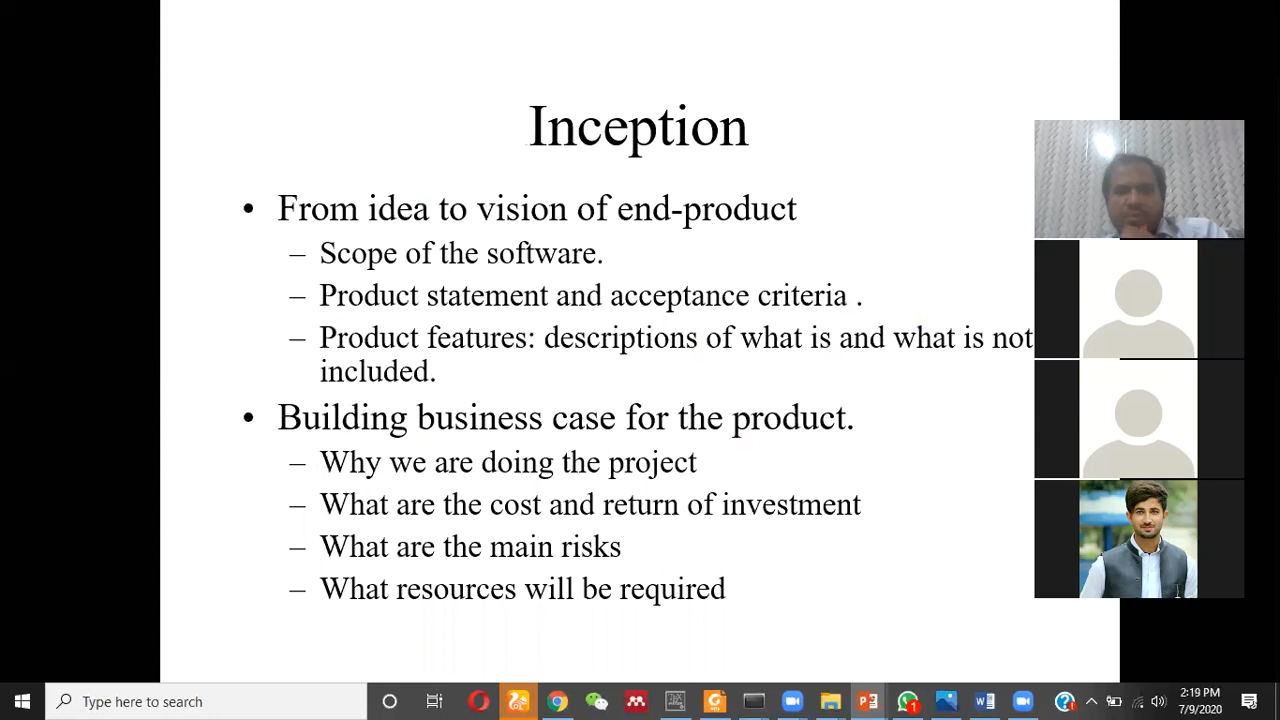 Inception
• From idea to vision of end-product
– Scope of the software.
– Product statement and acceptance criteria .
– Product features: descriptions of what is and what is not
included.
• Building business case for the product.
– Why we are doing the project
– What are the cost and return of investment
– What are the main risks
– What resources will be required
Type here to search
2:19 PM
7/9/2020